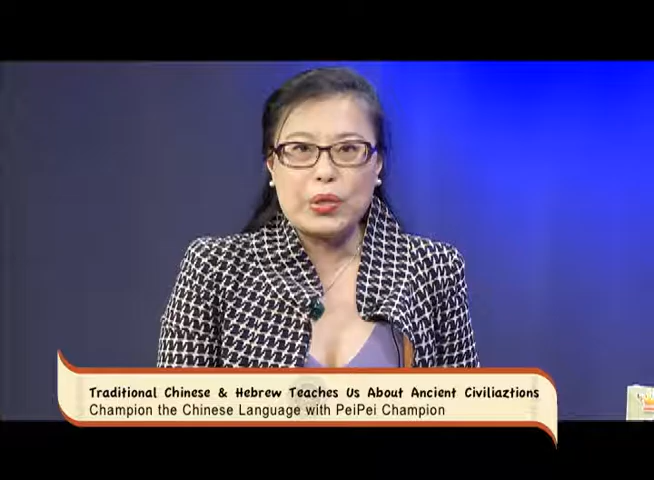 Traditional Chinese & Hebrew Teaches Us About Ancient Civiliaztions
Champion the Chinese Language with PeiPei Champion